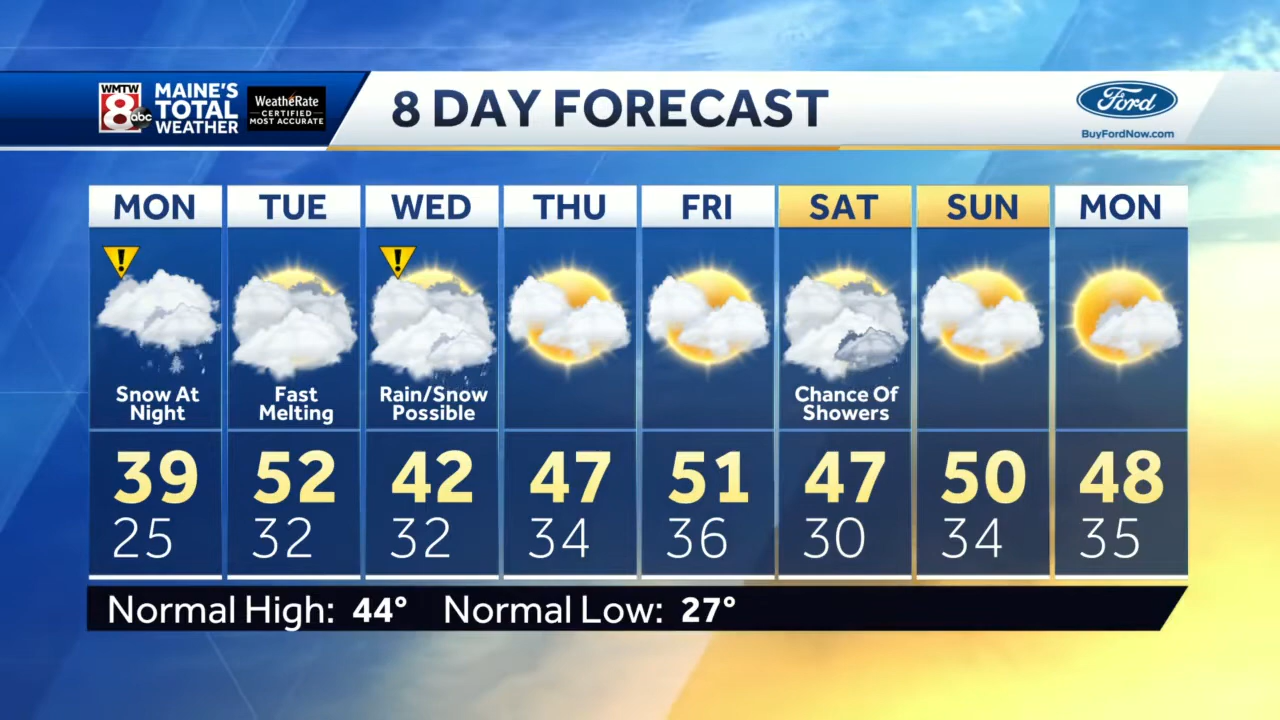 WMTW
8
abc
MAINE'S
TOTAL
WEATHER
WeatheRate
CERTIFIED
MOST ACCURATE
8 DAY FORECAST
Ford
BuyFordNow.com
MON TUE WED THU FRI SAT SUN MON
! !
Snow At
Night
Fast
Melting
Rain/Snow
Possible
Chance Of
Showers
39 52 42 47 51 47 50 48
25 32 32 34 36 30 34 35
Normal High: 44° Normal Low: 27°